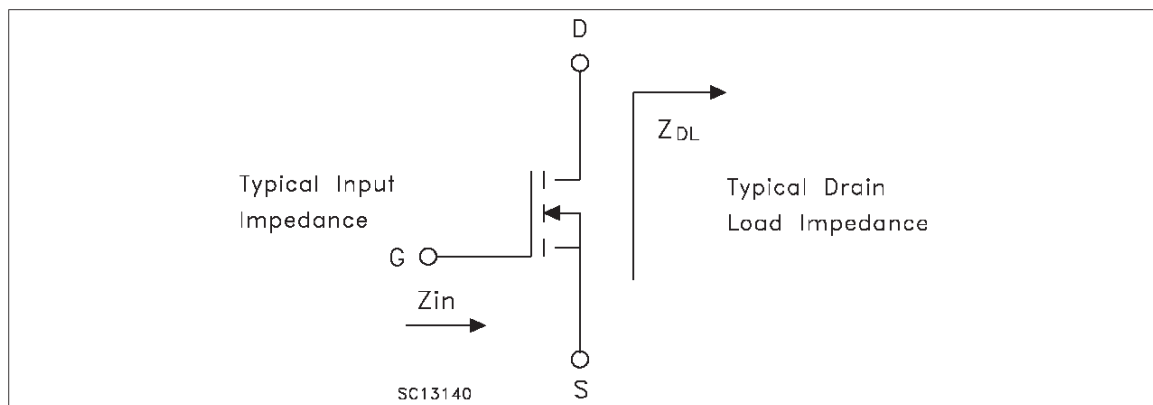 D
Z_DL
Typical Input
Impedance
Typical Drain
Load Impedance
G
Zin
S
SC13140